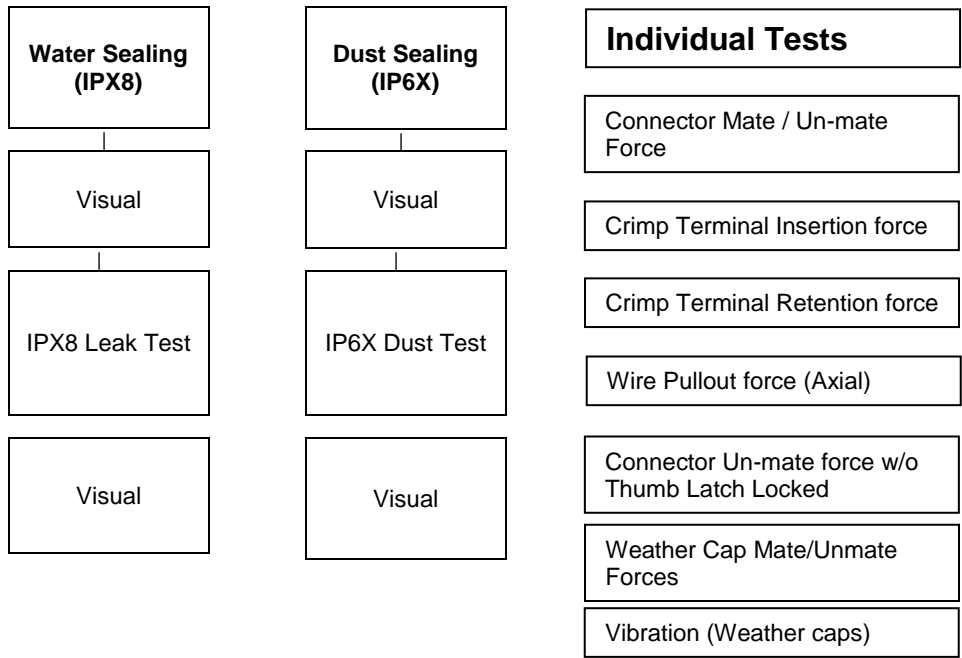 Water Sealing
(IPX8)
Visual
IPX8 Leak Test
Visual
Dust Sealing
(IP6X)
Visual
IP6X Dust Test
Visual
Individual Tests
Connector Mate / Un-mate
Force
Crimp Terminal Insertion force
Crimp Terminal Retention force
Wire Pullout force (Axial)
Connector Un-mate force w/o
Thumb Latch Locked
Weather Cap Mate/Unmate
Forces
Vibration (Weather caps)